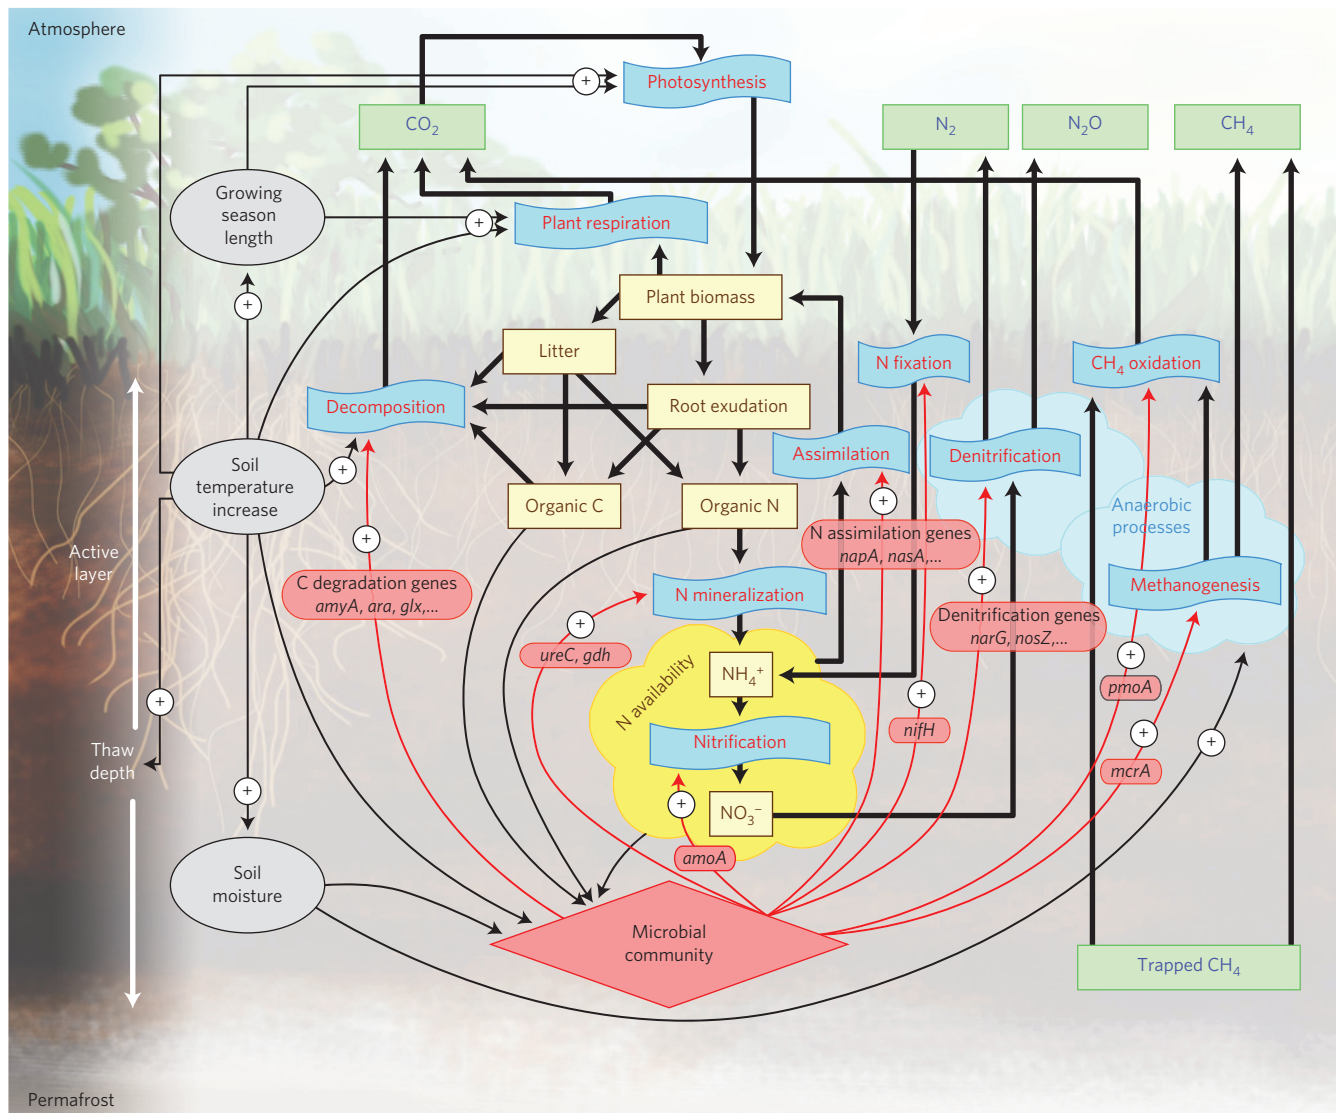 Atmosphere
Photosynthesis
+
CO₂
N₂
N₂O
CH₄
Growing
season
length
Plant respiration
+
+
Plant biomass
Litter
N fixation
CH₄ oxidation
Decomposition
Root exudation
Assimilation
Denitrification
Soil
temperature
increase
+
Organic C
Organic N
+
Anaerobic
processes
N assimilation genes
napA, nasA,...
Active
layer
+
C degradation genes
amyA, ara, glx,...
+
Methanogenesis
N mineralization
Denitrification genes
narG, nosZ,...
+
ureC, gdh
+
pmoA
N availability
NH₄⁺
+
nifH
+
Thaw
depth
Nitrification
+
mcrA
+
+
+
NO₃⁻
amoA
Soil
moisture
Microbial
community
Trapped CH₄
Permafrost